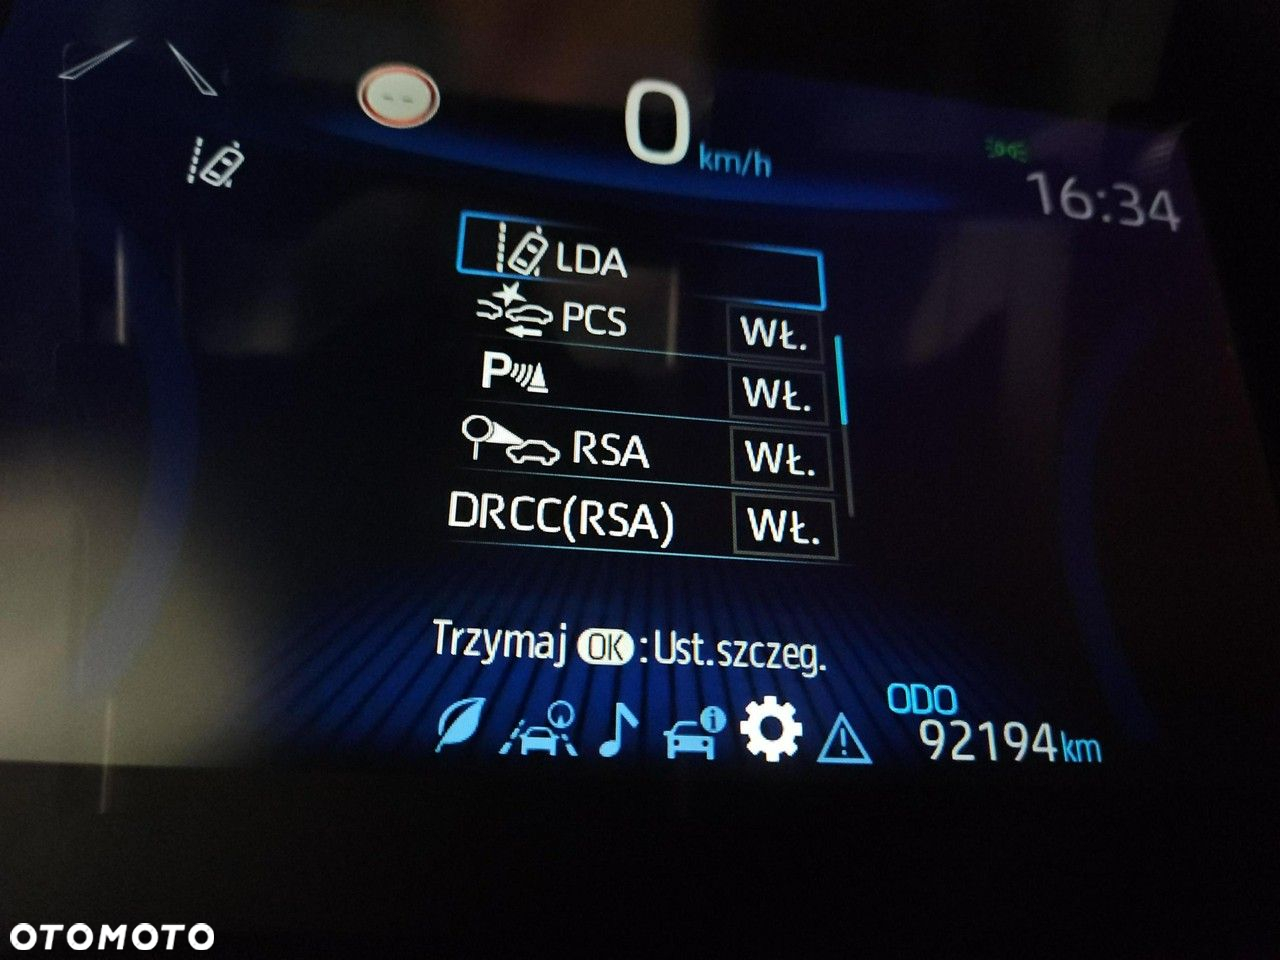 0 km/h
16:34
LDA
PCS WŁ.
P WŁ.
RSA WŁ.
DRCC(RSA) WŁ.
Trzymaj OK:Ust.szczeg.
ODO
92194 km
OTOMOTO